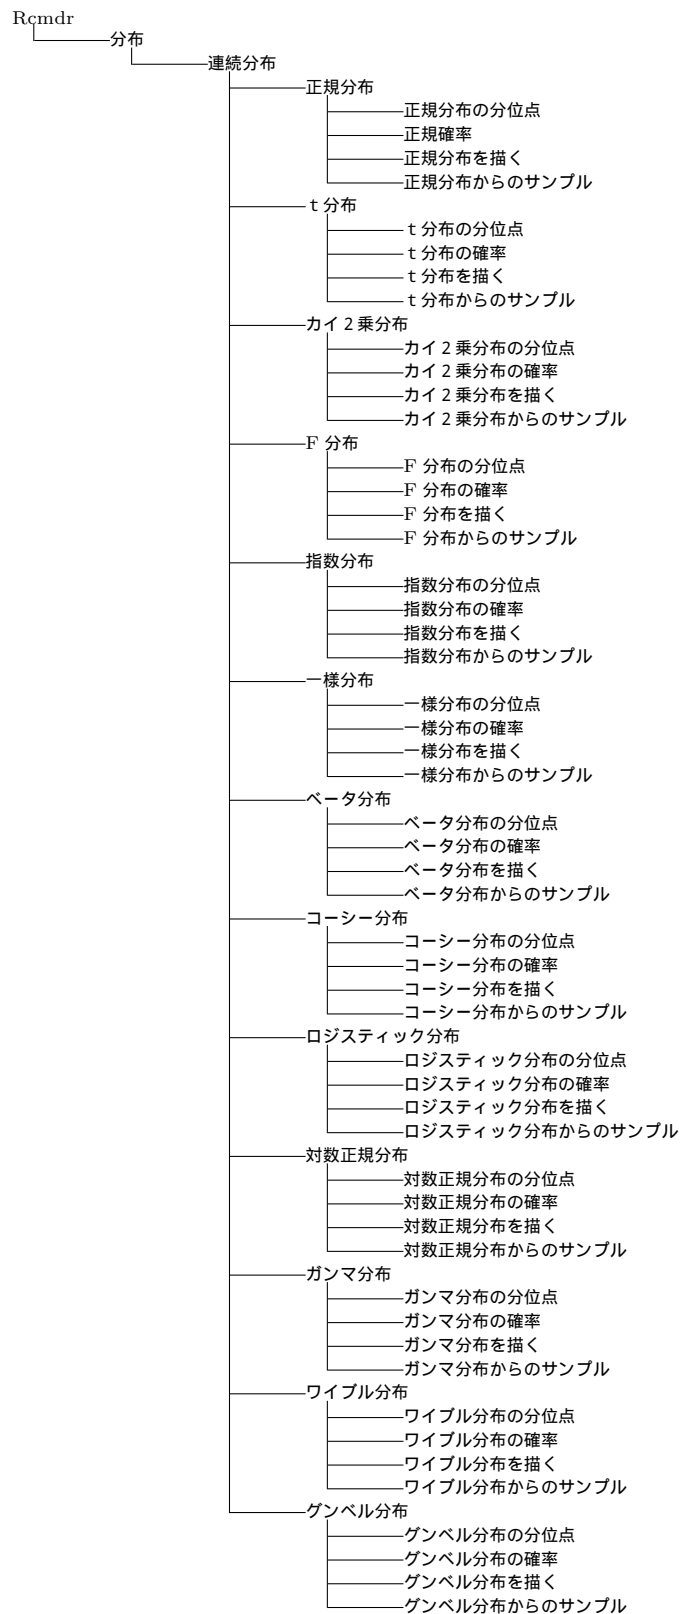 Rcmdr
分布
連続分布
正規分布
正規分布の分位点
正規確率
正規分布を描く
正規分布からのサンプル
ｔ分布
ｔ分布の分位点
ｔ分布の確率
ｔ分布を描く
ｔ分布からのサンプル
カイ２乗分布
カイ２乗分布の分位点
カイ２乗分布の確率
カイ２乗分布を描く
カイ２乗分布からのサンプル
F 分布
F 分布の分位点
F 分布の確率
F 分布を描く
F 分布からのサンプル
指数分布
指数分布の分位点
指数分布の確率
指数分布を描く
指数分布からのサンプル
一様分布
一様分布の分位点
一様分布の確率
一様分布を描く
一様分布からのサンプル
ベータ分布
ベータ分布の分位点
ベータ分布の確率
ベータ分布を描く
ベータ分布からのサンプル
コーシー分布
コーシー分布の分位点
コーシー分布の確率
コーシー分布を描く
コーシー分布からのサンプル
ロジスティック分布
ロジスティック分布の分位点
ロジスティック分布の確率
ロジスティック分布を描く
ロジスティック分布からのサンプル
対数正規分布
対数正規分布の分位点
対数正規分布の確率
対数正規分布を描く
対数正規分布からのサンプル
ガンマ分布
ガンマ分布の分位点
ガンマ分布の確率
ガンマ分布を描く
ガンマ分布からのサンプル
ワイブル分布
ワイブル分布の分位点
ワイブル分布の確率
ワイブル分布を描く
ワイブル分布からのサンプル
グンベル分布
グンベル分布の分位点
グンベル分布の確率
グンベル分布を描く
グンベル分布からのサンプル